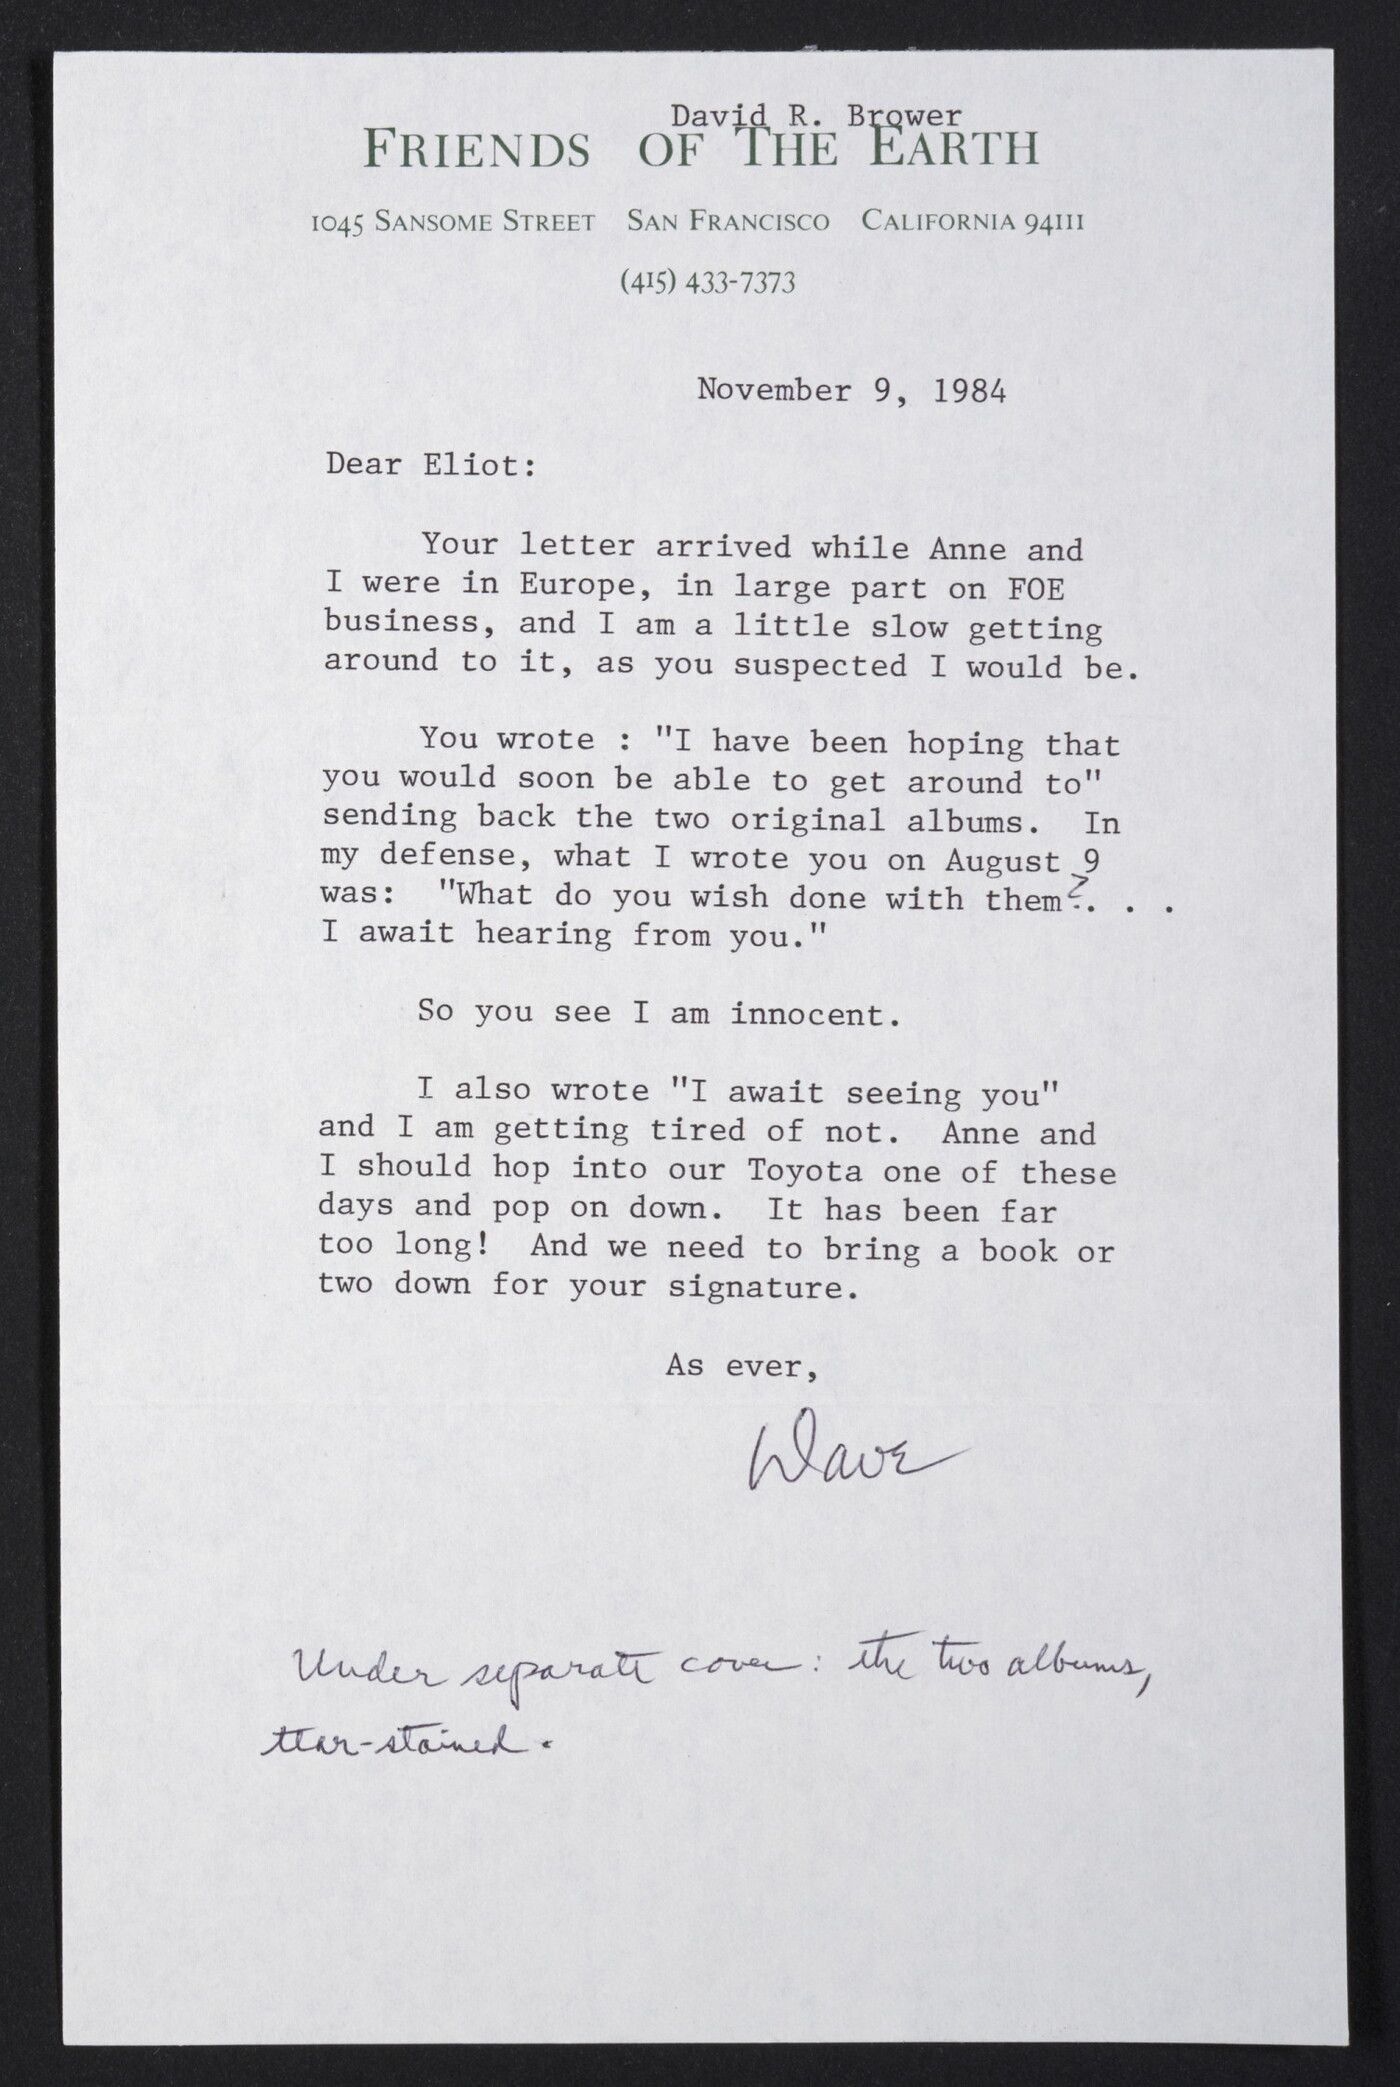 David R. Brower
FRIENDS OF THE EARTH
1045 SANSOME STREET SAN FRANCISCO CALIFORNIA 94111
(415) 433-7373
November 9, 1984
Dear Eliot:
Your letter arrived while Anne and
I were in Europe, in large part on FOE
business, and I am a little slow getting
around to it, as you suspected I would be.
You wrote : "I have been hoping that
you would soon be able to get around to"
sending back the two original albums. In
my defense, what I wrote you on August 9
was: "What do you wish done with them?. . .
I await hearing from you."
So you see I am innocent.
I also wrote "I await seeing you"
and I am getting tired of not. Anne and
I should hop into our Toyota one of these
days and pop on down. It has been far
too long! And we need to bring a book or
two down for your signature.
As ever,
Dave
Under separate cover: the two albums,
tear-stained.